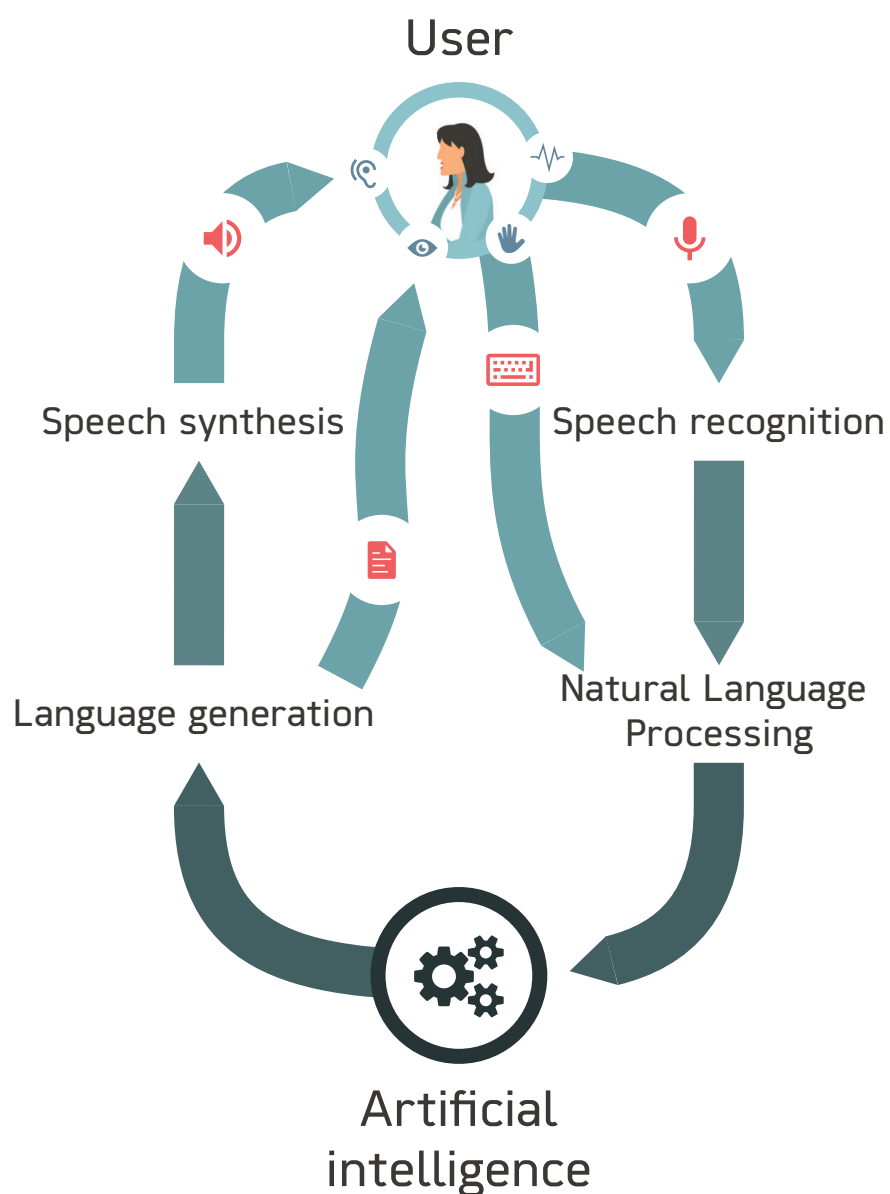 User
Speech synthesis
Speech recognition
Language generation
Natural Language
Processing
Artificial
intelligence